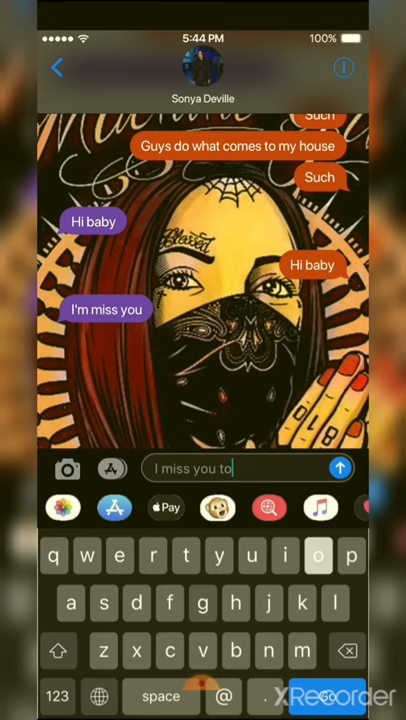 5:44 PM
100%
Sonya Deville
Such
Guys do what comes to my house
Such
Hi baby
Blessed
Hi baby
I'm miss you
I miss you to
Pay
q w e r t y u i o p
a s d f g h j k l
z x c v b n m
123
space
@
.
Go
XRecorder